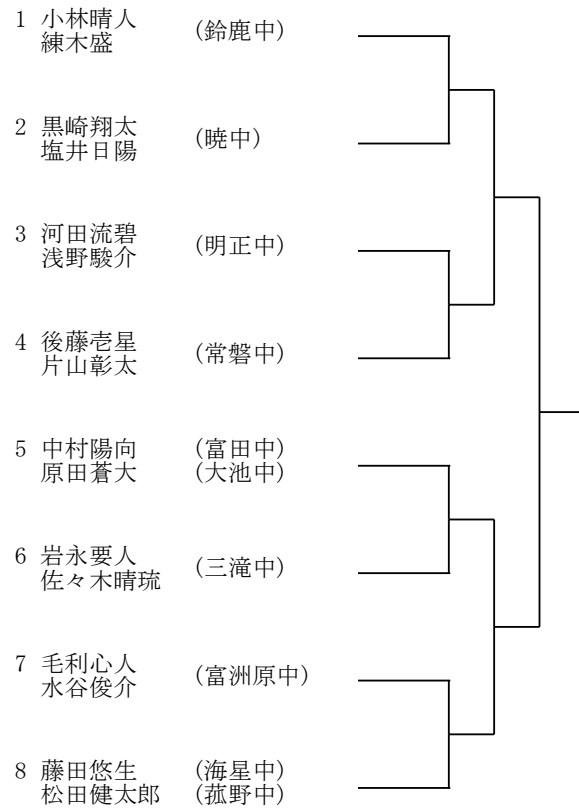 1 小林晴人
練木盛 (鈴鹿中)
2 黒崎翔太
塩井日陽 (暁中)
3 河田流碧
浅野駿介 (明正中)
4 後藤壱星
片山彰太 (常磐中)
5 中村陽向 (富田中)
原田蒼大 (大池中)
6 岩永要人
佐々木晴琉 (三滝中)
7 毛利心人
水谷俊介 (富洲原中)
8 藤田悠生 (海星中)
松田健太郎 (菰野中)